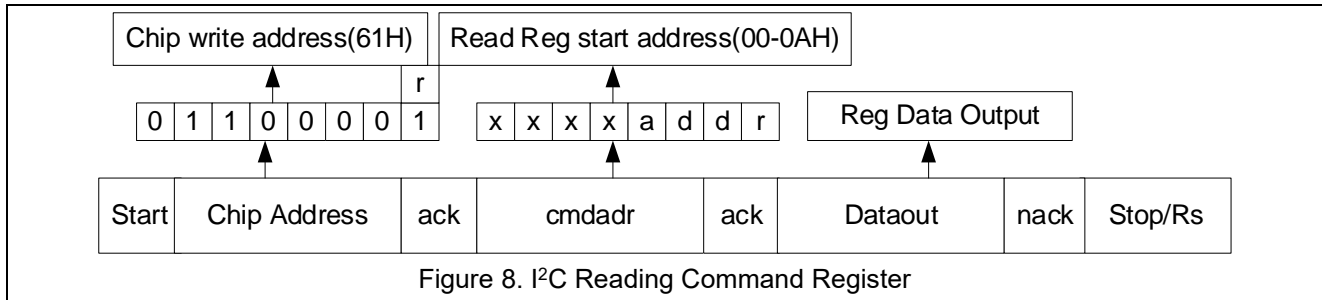 Chip write address(61H) Read Reg start address(00-0AH)
r
0 1 1 0 0 0 0 1 x x x x a d d r Reg Data Output
Start Chip Address ack cmdadr ack Dataout nack Stop/Rs
Figure 8. I²C Reading Command Register